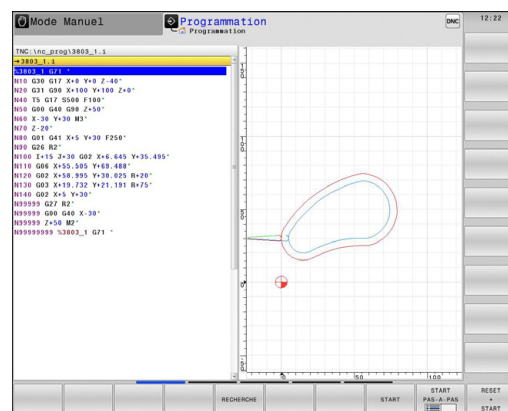 Mode Manuel
Programmation
Programmation
DNC
12:22
TNC:\nc_prog\3803_1.i
→3803_1.i
%3803_1 G71 *
N10 G30 G17 X+0 Y+0 Z-40*
N20 G31 G90 X+100 Y+100 Z+0*
N40 T5 G17 S500 F100*
N50 G00 G40 G90 Z+50*
N60 X-30 Y+30 M3*
N70 Z-20*
N80 G01 G41 X+5 Y+30 F250*
N90 G26 R2*
N100 I+15 J+30 G02 X+6.645 Y+35.495*
N110 G06 X+55.505 Y+69.488*
N120 G02 X+58.995 Y+30.025 R+20*
N130 G03 X+19.732 Y+21.191 R+75*
N140 G02 X+5 Y+30*
N99999 G27 R2*
N99999 G00 G40 X-30*
N99999 Z+50 M2*
N99999999 %3803_1 G71 *
0
50
100
RECHERCHE
START
START
PAS-A-PAS
RESET
+
START